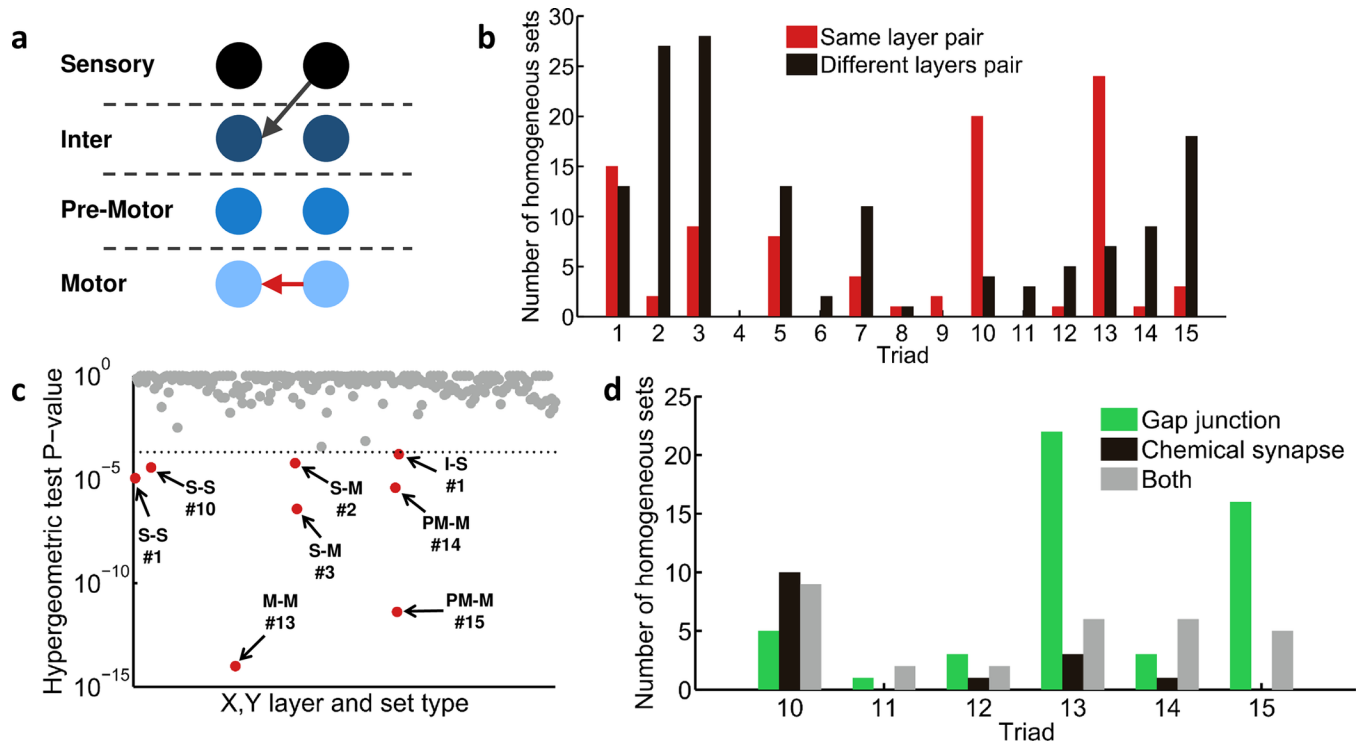 a
Sensory
Inter
Pre-Motor
Motor
b
Number of homogeneous sets
30
25
20
15
10
5
0
Same layer pair
Different layers pair
1 2 3 4 5 6 7 8 9 10 11 12 13 14 15
Triad
c
Hypergeometric test P-value
10^0
10^-5
10^-10
10^-15
S-S
#1
S-S
#10
S-M
#2
S-M
#3
I-S
#1
PM-M
#14
M-M
#13
PM-M
#15
X,Y layer and set type
d
Number of homogeneous sets
25
20
15
10
5
0
Gap junction
Chemical synapse
Both
10 11 12 13 14 15
Triad